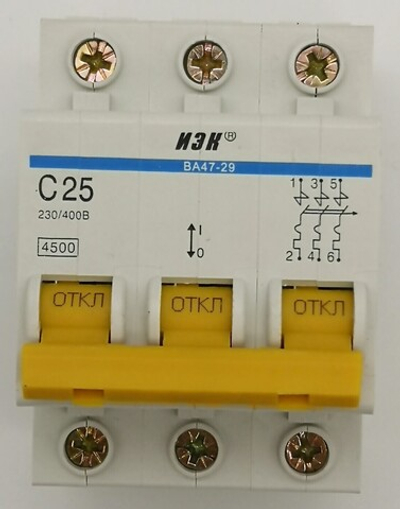 ИЭК®
ВА47-29
C25
230/400В
4500
I
0
1 3 5
2 4 6
ОТКЛ ОТКЛ ОТКЛ